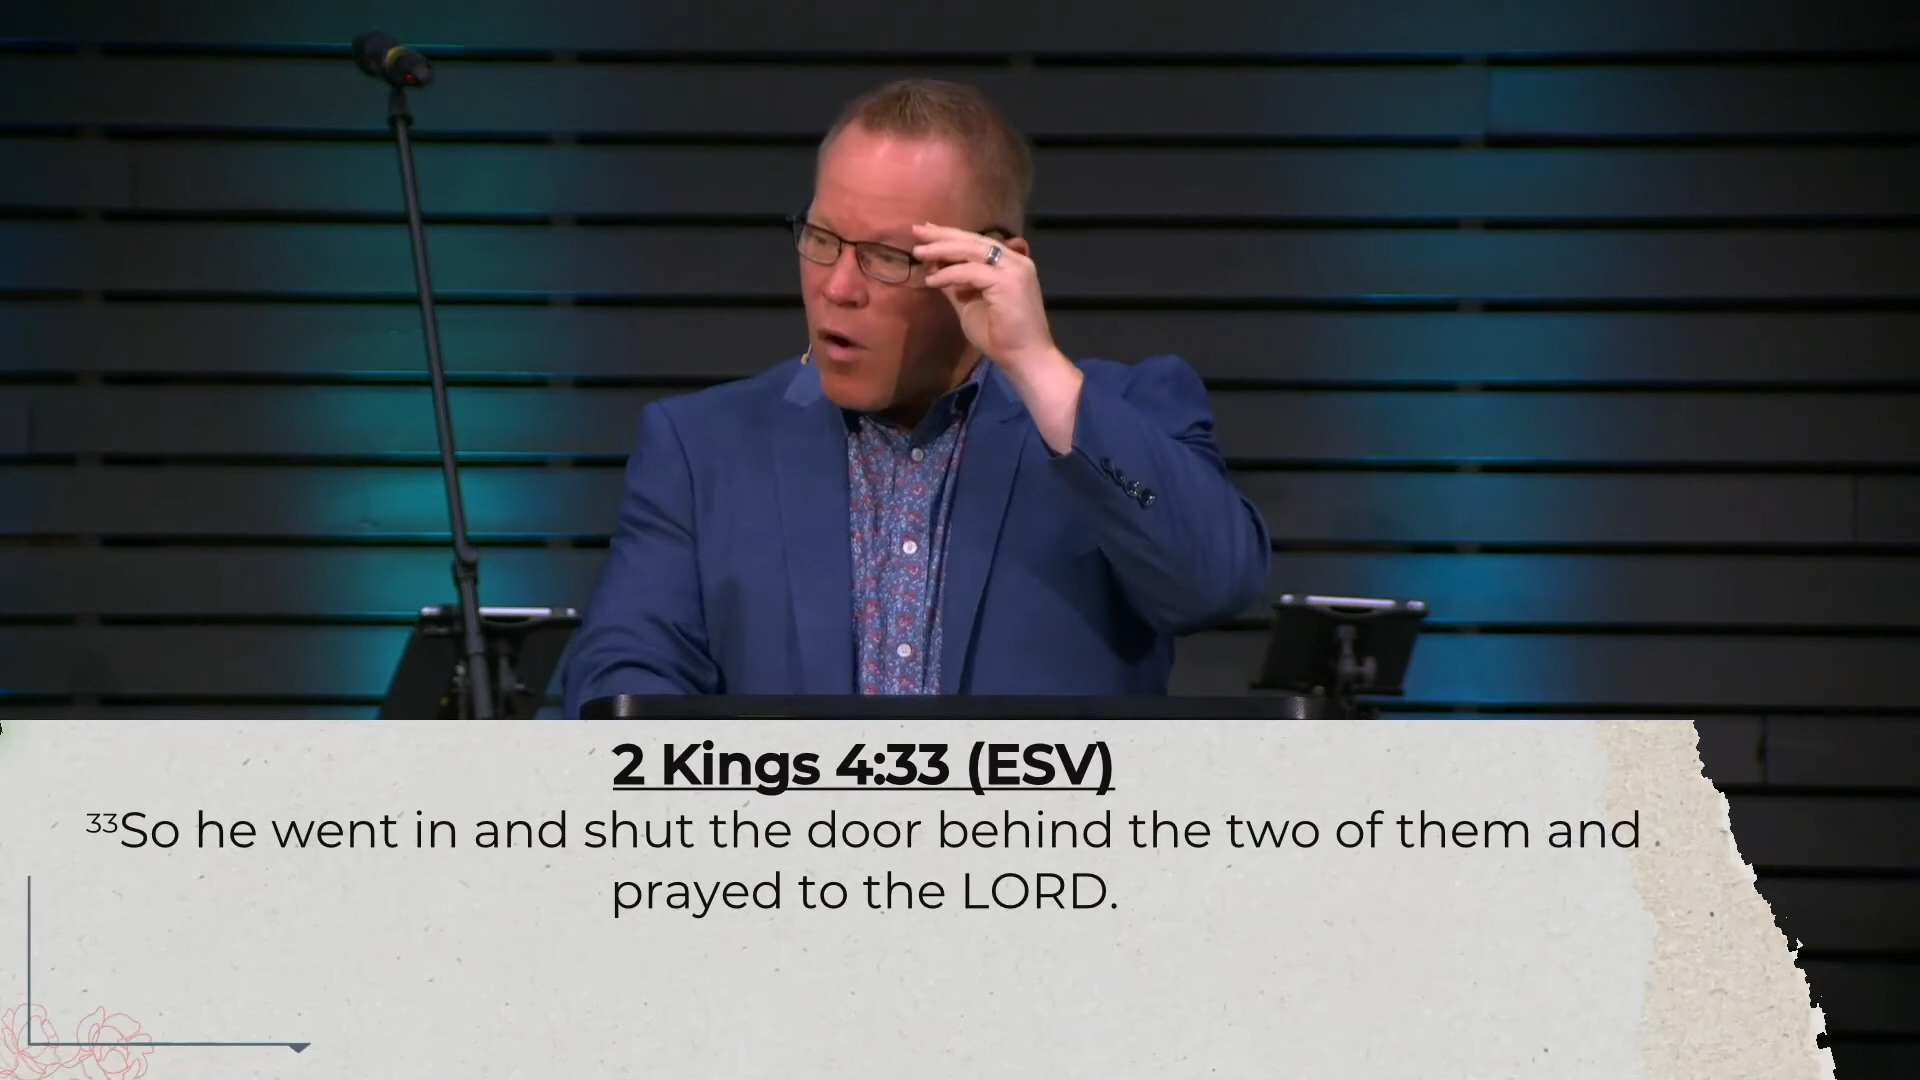 2 Kings 4:33 (ESV)
33So he went in and shut the door behind the two of them and
prayed to the LORD.